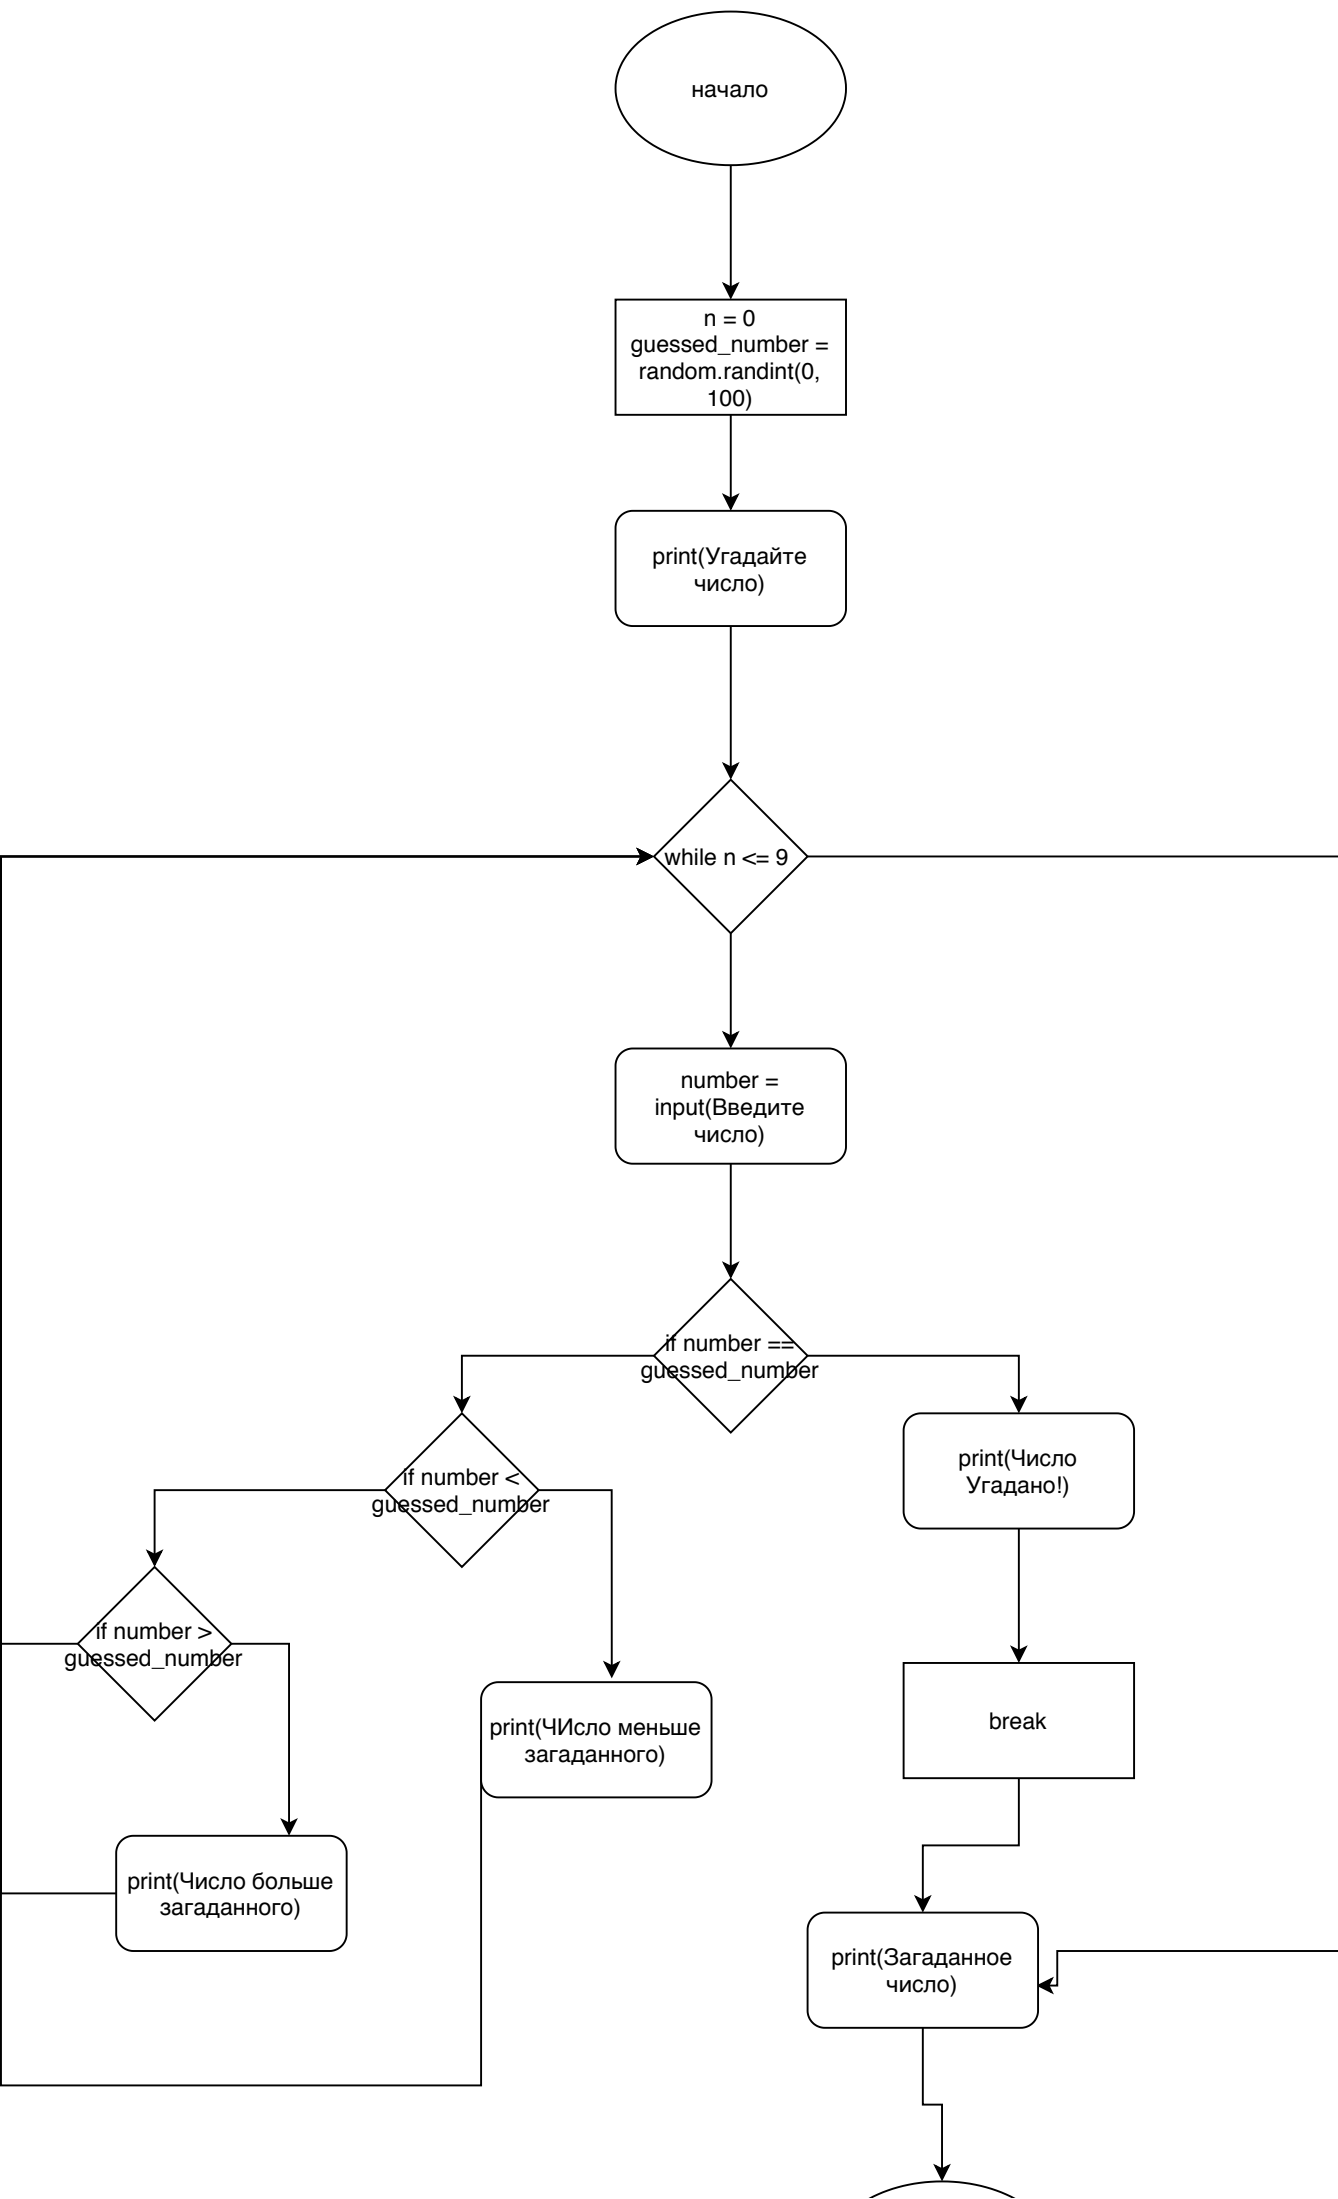 начало
n = 0
guessed_number =
random.randint(0,
100)
print(Угадайте
число)
while n <= 9
number =
input(Введите
число)
if number ==
guessed_number
if number <
guessed_number
print(Число
Угадано!)
if number >
guessed_number
print(ЧИсло меньше
загаданного)
break
print(Число больше
загаданного)
print(Загаданное
число)